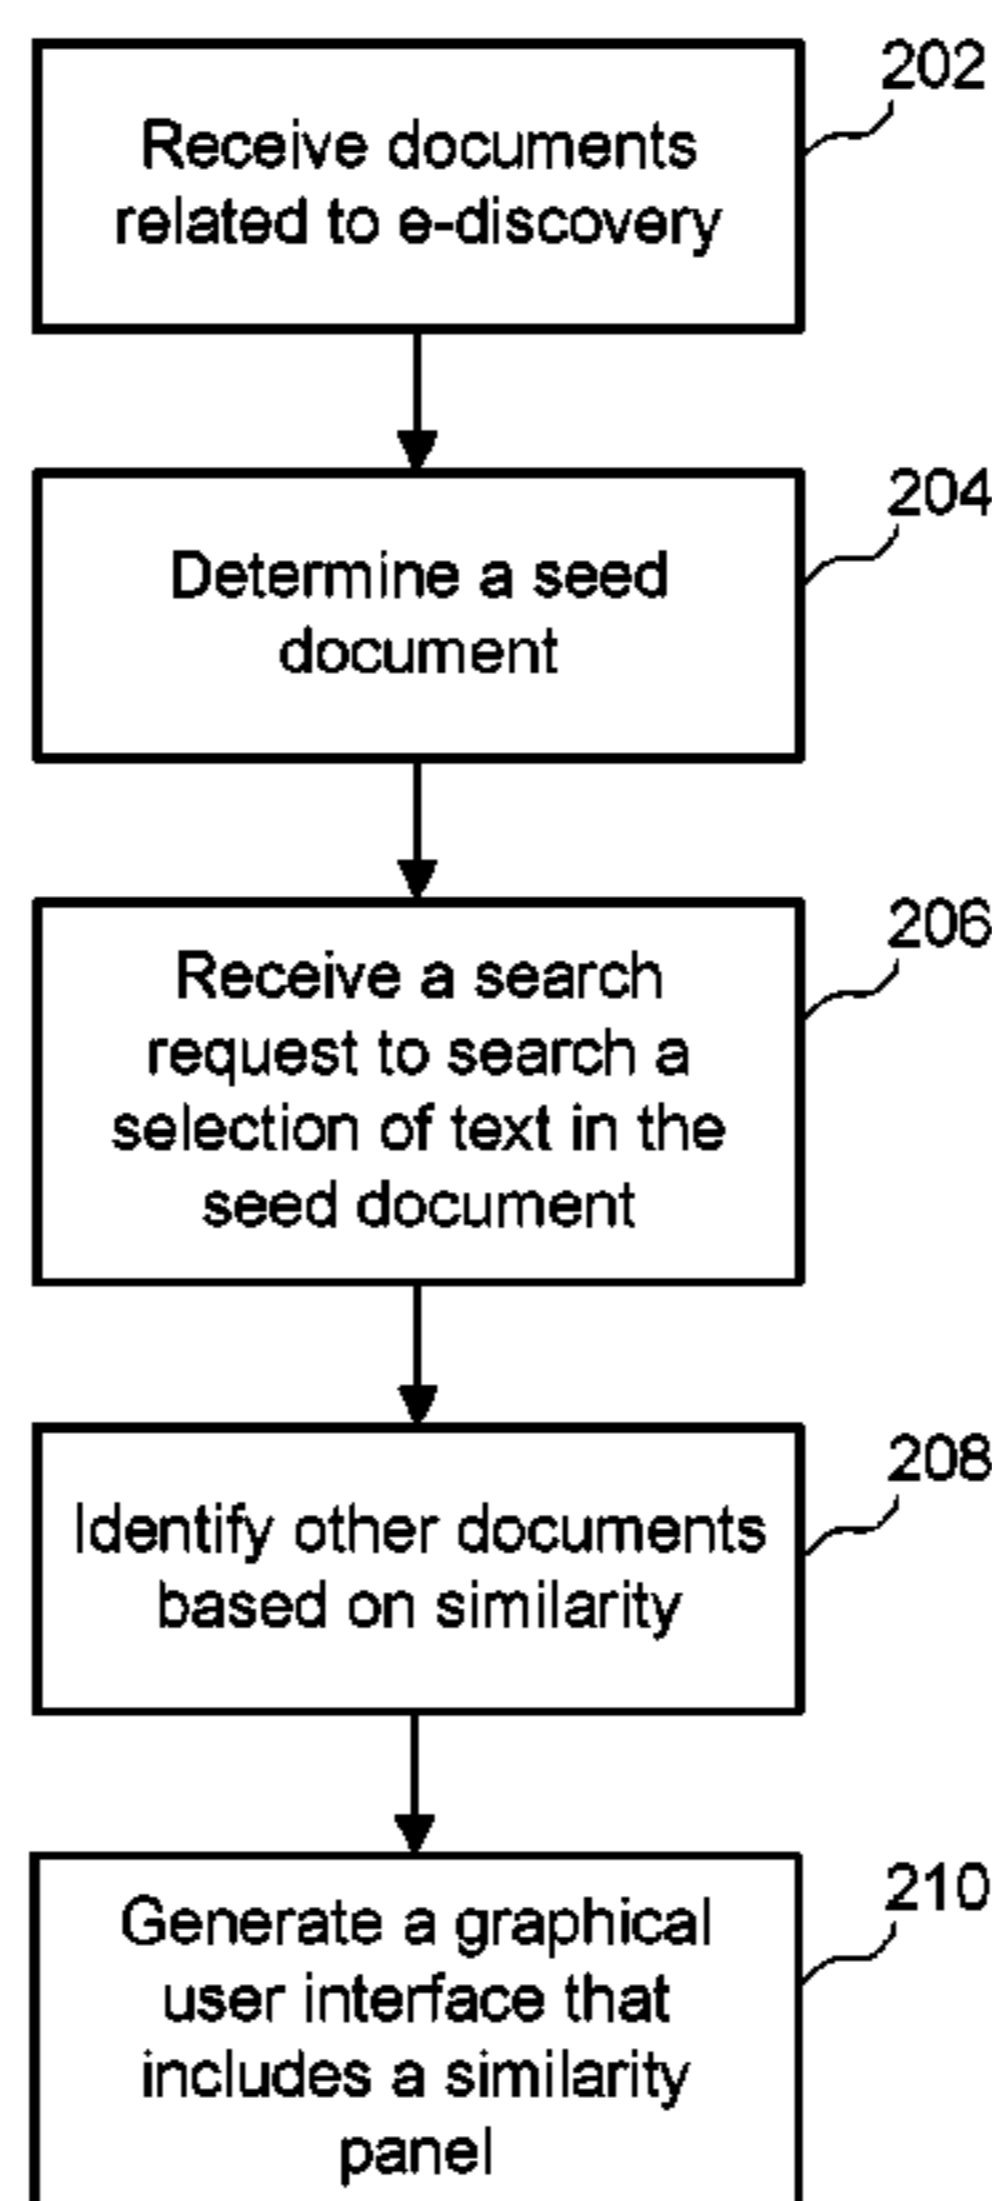 202
Receive documents
related to e-discovery
204
Determine a seed
document
206
Receive a search
request to search a
selection of text in the
seed document
208
Identify other documents
based on similarity
210
Generate a graphical
user interface that
includes a similarity
panel